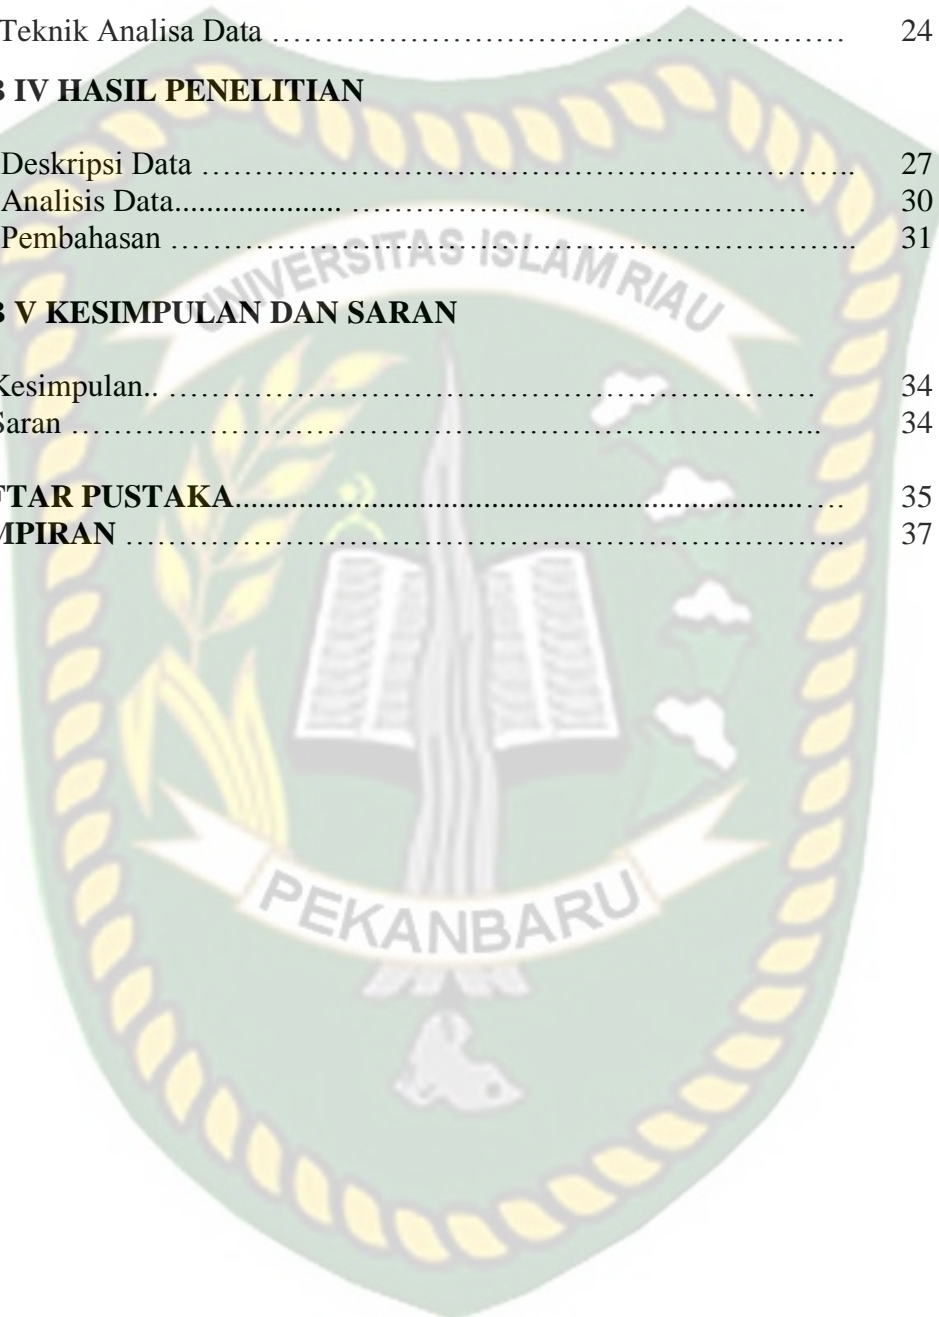 Teknik Analisa Data ……………………………………………… 24
B IV HASIL PENELITIAN
Deskripsi Data …………………………………………………….. 27
Analisis Data..................... ……………………………………. 30
Pembahasan ……………………………………………………….. 31
UNIVERSITAS ISLAM RIAU
B V KESIMPULAN DAN SARAN
Kesimpulan.. ……………………………………………………. 34
Saran …………………………………………………………….. 34
FTAR PUSTAKA......................................................................…. 35
MPIRAN ………………………………………………………….. 37
PEKANBARU